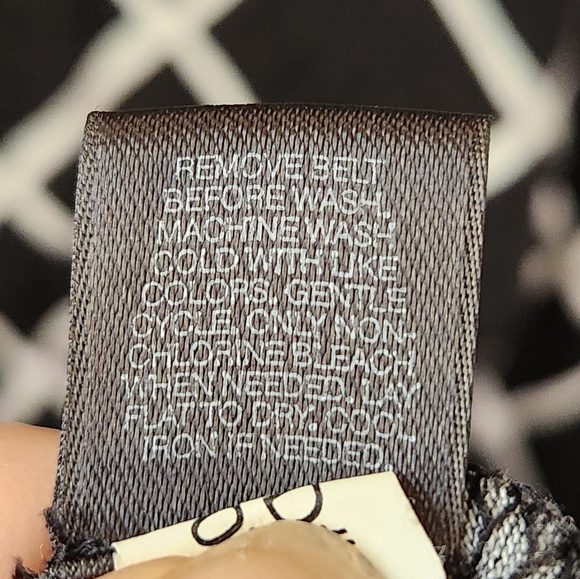 REMOVE BELT
BEFORE WASH.
MACHINE WASH
COLD WITH LIKE
COLORS. GENTLE
CYCLE. ONLY NON-
CHLORINE BLEACH
WHEN NEEDED. LAY
FLAT TO DRY. COOL
IRON IF NEEDED